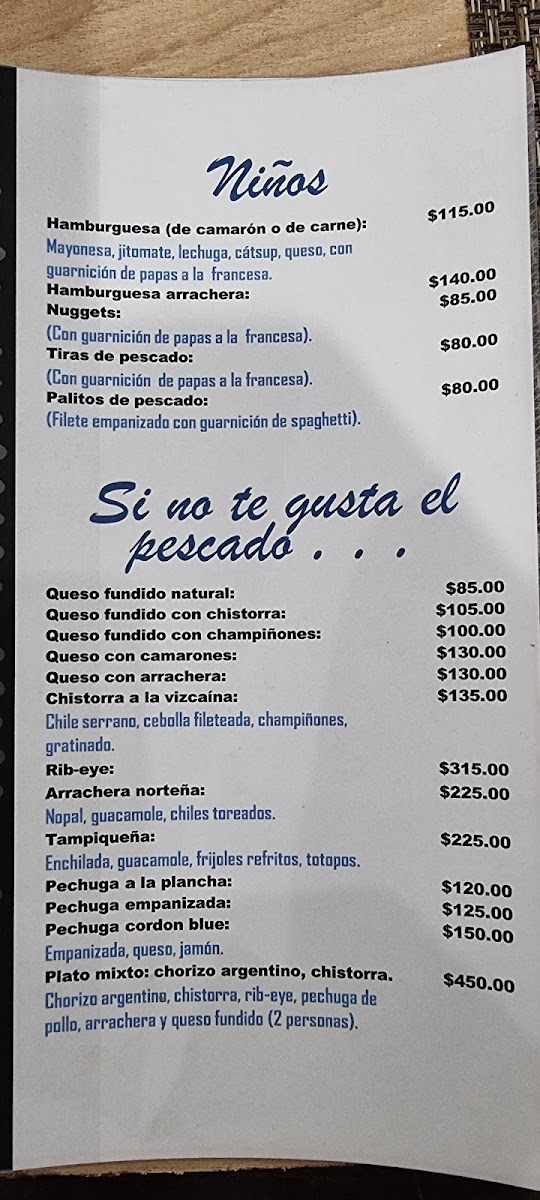 Niños
Hamburguesa (de camarón o de carne): $115.00
Mayonesa, jitomate, lechuga, cátsup, queso, con
guarnición de papas a la francesa.
Hamburguesa arrachera: $140.00
Nuggets: $85.00
(Con guarnición de papas a la francesa).
Tiras de pescado: $80.00
(Con guarnición de papas a la francesa).
Palitos de pescado: $80.00
(Filete empanizado con guarnición de spaghetti).
Si no te gusta el
pescado . . .
Queso fundido natural: $85.00
Queso fundido con chistorra: $105.00
Queso fundido con champiñones: $100.00
Queso con camarones: $130.00
Queso con arrachera: $130.00
Chistorra a la vizcaína: $135.00
Chile serrano, cebolla fileteada, champiñones,
gratinado.
Rib-eye: $315.00
Arrachera norteña: $225.00
Nopal, guacamole, chiles toreados.
Tampiqueña: $225.00
Enchilada, guacamole, frijoles refritos, totopos.
Pechuga a la plancha: $120.00
Pechuga empanizada: $125.00
Pechuga cordon blue: $150.00
Empanizada, queso, jamón.
Plato mixto: chorizo argentino, chistorra. $450.00
Chorizo argentino, chistorra, rib-eye, pechuga de
pollo, arrachera y queso fundido (2 personas).